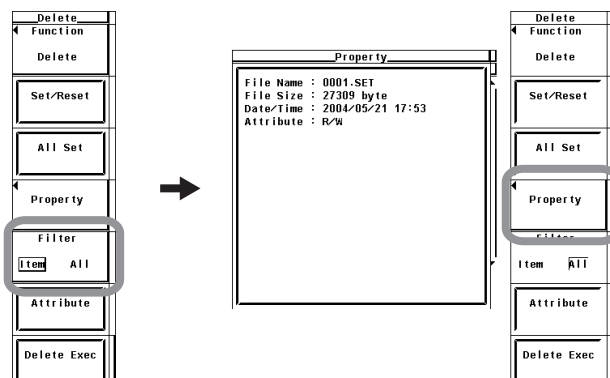 Delete
Function
Delete
Set/Reset
All Set
Property
Filter
Item All
Attribute
Delete Exec
Property
File Name : 0001.SET
File Size : 27309 byte
Date/Time : 2004/05/21 17:53
Attribute : R/W
Delete
Function
Delete
Set/Reset
All Set
Property
Filter
Item All
Attribute
Delete Exec